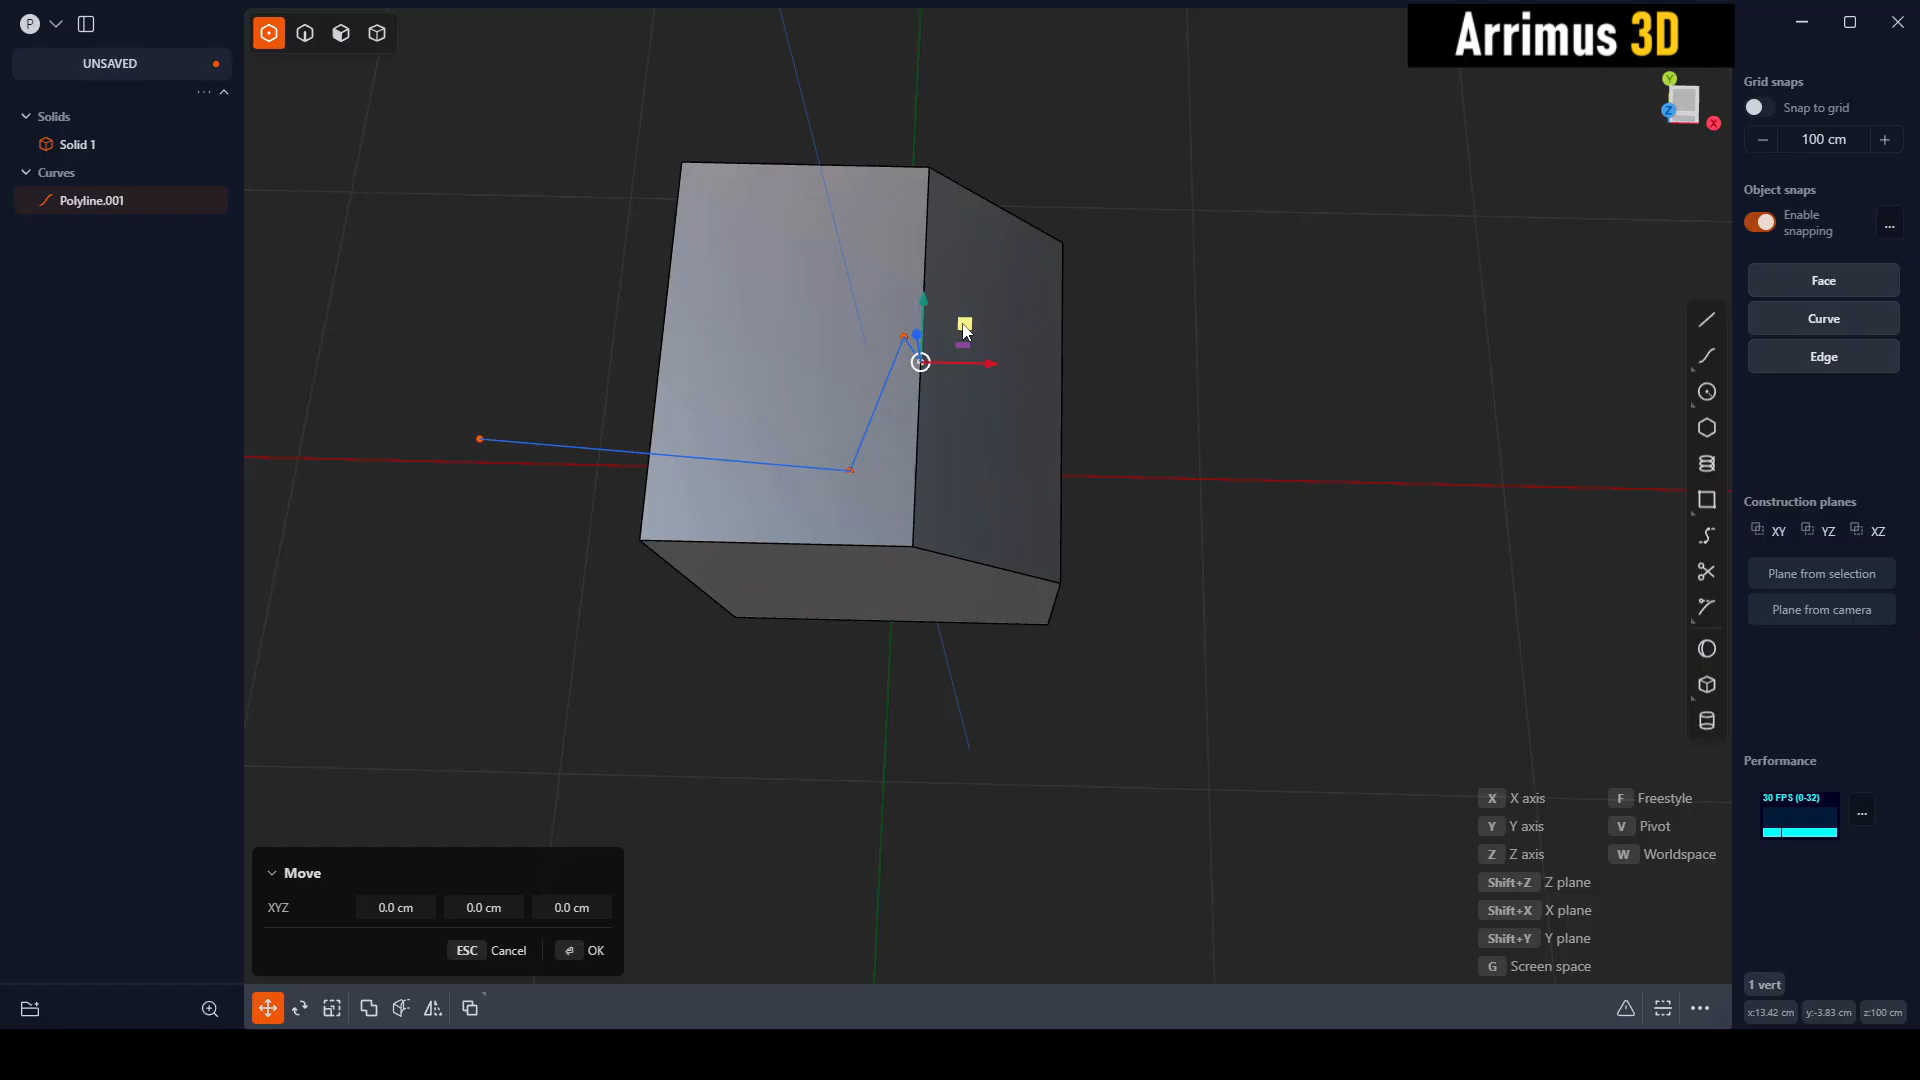 P
UNSAVED
Solids
Solid 1
Curves
Polyline.001
Arrimus 3D
Y
Z
X
Grid snaps
Snap to grid
100 cm
Object snaps
Enable
snapping
Face
Curve
Edge
Construction planes
XY
YZ
XZ
Plane from selection
Plane from camera
Performance
30 FPS (0-32)
X X axis
F Freestyle
Y Y axis
V Pivot
Z Z axis
W Worldspace
Shift+Z Z plane
Shift+X X plane
Shift+Y Y plane
G Screen space
Move
XYZ
0.0 cm
0.0 cm
0.0 cm
ESC Cancel
OK
1 vert
x:13.42 cm
y:-3.83 cm
z:100 cm